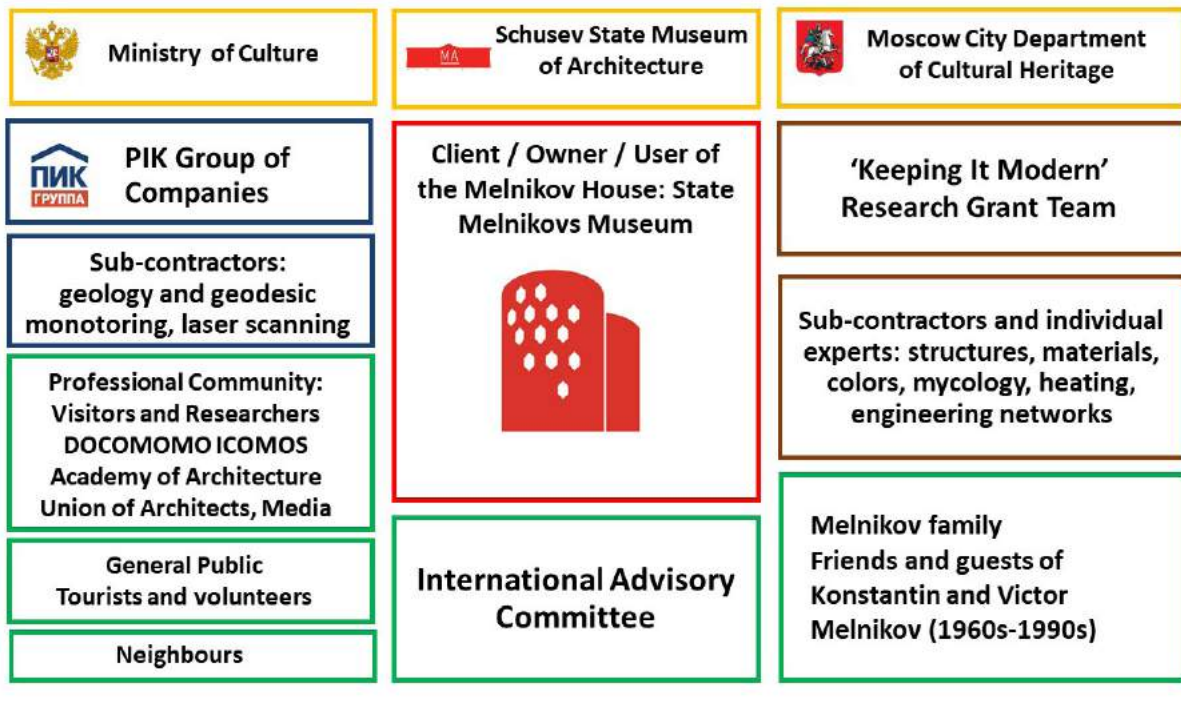 Ministry of Culture
MA
Schusev State Museum
of Architecture
Moscow City Department
of Cultural Heritage
ПИК
ГРУППА
PIK Group of
Companies
Sub-contractors:
geology and geodesic
monotoring, laser scanning
Professional Community:
Visitors and Researchers
DOCOMOMO ICOMOS
Academy of Architecture
Union of Architects, Media
General Public
Tourists and volunteers
Neighbours
Client / Owner / User of
the Melnikov House: State
Melnikovs Museum
International Advisory
Committee
‘Keeping It Modern’
Research Grant Team
Sub-contractors and individual
experts: structures, materials,
colors, mycology, heating,
engineering networks
Melnikov family
Friends and guests of
Konstantin and Victor
Melnikov (1960s-1990s)